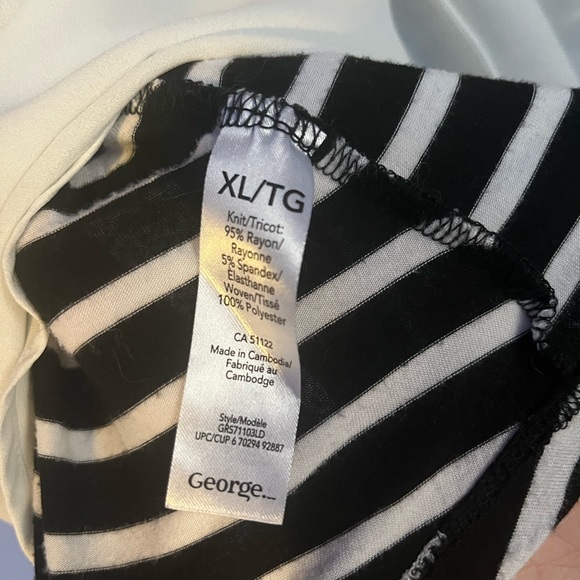 XL/TG
Knit/Tricot:
95% Rayon/
Rayonne
5% Spandex/
Élasthanne
Woven/Tissé
100% Polyester
CA 51122
Made in Cambodia/
Fabriqué au
Cambodge
Style/Modèle
GRS71103LD
UPC/CUP 6 70294 92887
George._